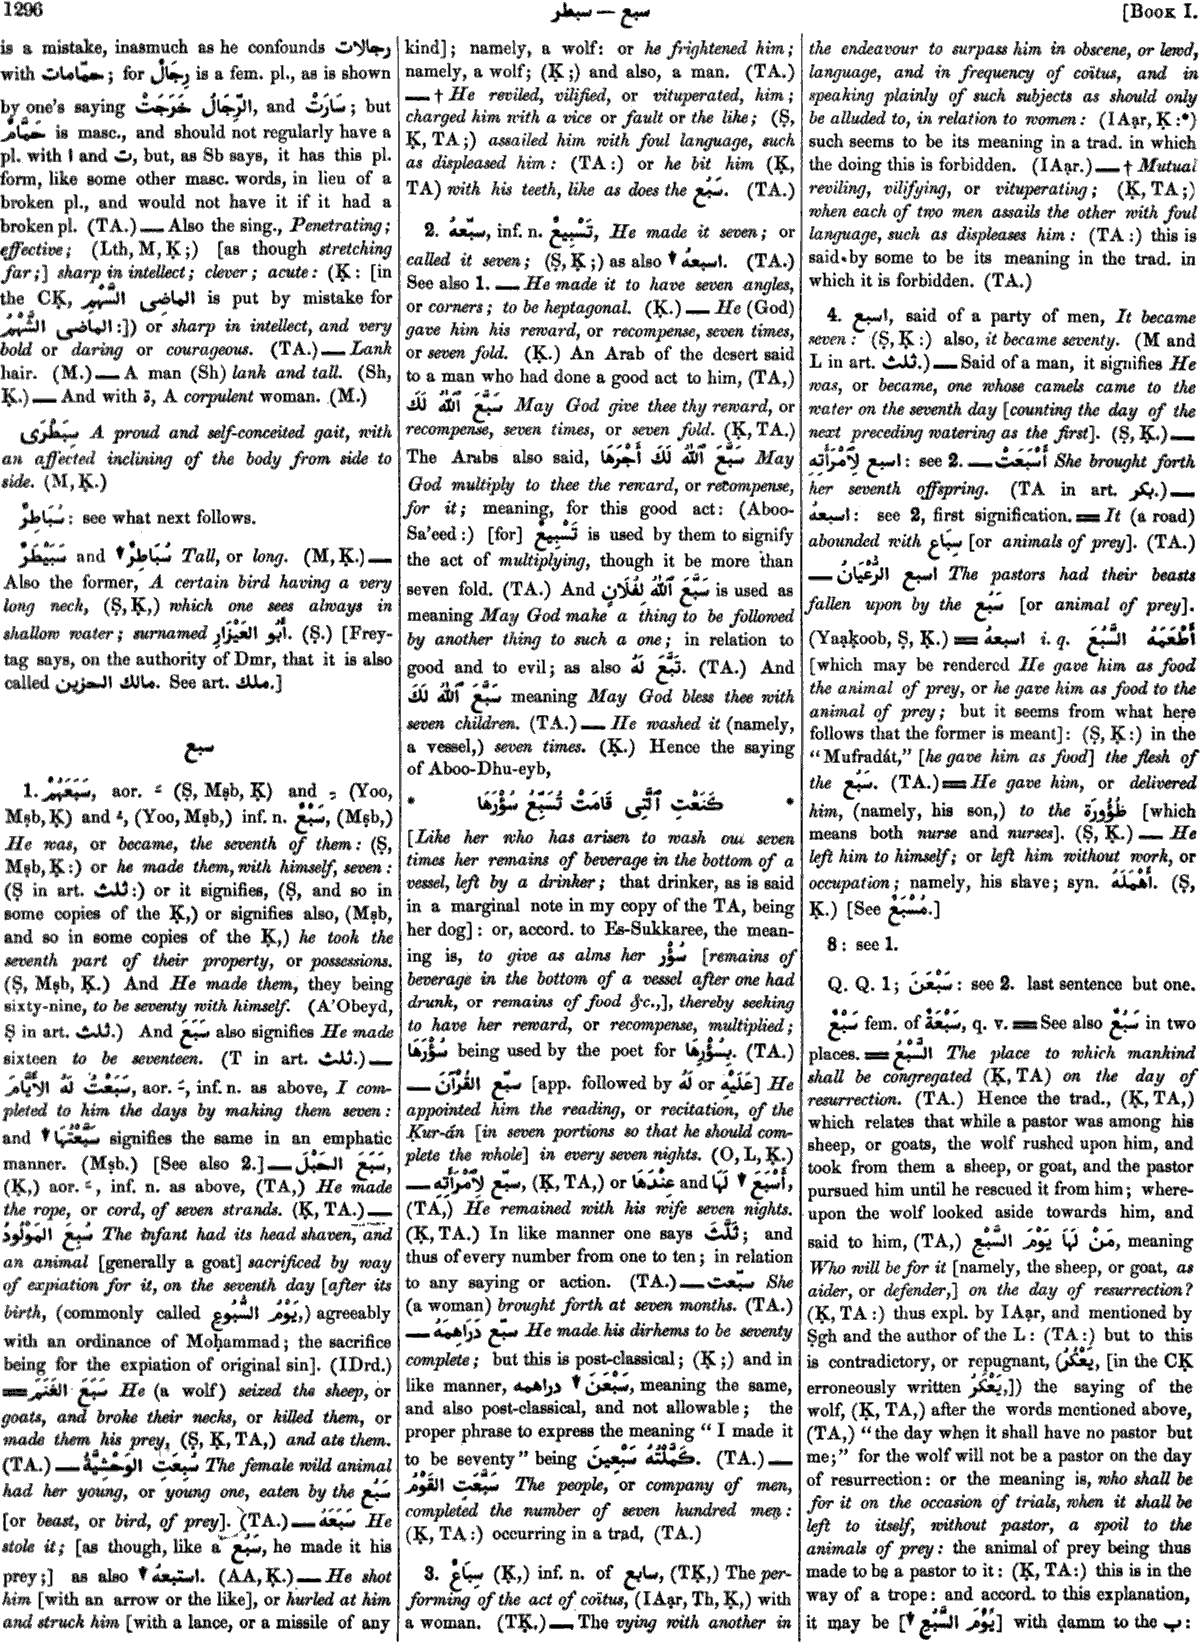 1296
سبع — سبطر
[Book I.
is a mistake, inasmuch as he confounds رجالات
with حمّامات; for رِجَالٌ is a fem. pl., as is shown
by one's saying الرِّجَالُ خَرَجَتْ, and سَارَتْ; but
حَمَّامٌ is masc., and should not regularly have a
pl. with ا and ت, but, as Sb says, it has this pl.
form, like some other masc. words, in lieu of a
broken pl., and would not have it if it had a
broken pl. (TA.) — Also the sing., Penetrating;
effective; (Lth, M, Ḳ;) [as though stretching
far;] sharp in intellect; clever; acute: (Ḳ: [in
the CḲ, الماضى السَّهْمِ is put by mistake for
الماضى الشَّهْمُ:]) or sharp in intellect, and very
bold or daring or courageous. (TA.) — Lank
hair. (M.) — A man (Sh) lank and tall. (Sh,
Ḳ.) — And with ة, A corpulent woman. (M.)
سِبَطْرَى A proud and self-conceited gait, with
an affected inclining of the body from side to
side. (M, Ḳ.)
سُبَاطِرٌ: see what next follows.
سَبَيْطَرٌ and سُبَاطِرٌ Tall, or long. (M, Ḳ.) —
Also the former, A certain bird having a very
long neck, (Ṣ, Ḳ,) which one sees always in
shallow water; surnamed أَبُو العَيْزَارِ. (Ṣ.) [Frey-
tag says, on the authority of Dmr, that it is also
called مالك الحزين. See art. ملك.]
سبع
1. سَبَعَهُمْ, aor. ـَ (Ṣ, Mṣb, Ḳ) and ـِ (Yoo,
Mṣb, Ḳ) and ـُ, (Yoo, Mṣb,) inf. n. سَبْعٌ, (Mṣb,)
He was, or became, the seventh of them: (Ṣ,
Mṣb, Ḳ:) or he made them, with himself, seven:
(Ṣ in art. ثلث:) or it signifies, (Ṣ, and so in
some copies of the Ḳ,) or signifies also, (Mṣb,
and so in some copies of the Ḳ,) he took the
seventh part of their property, or possessions.
(Ṣ, Mṣb, Ḳ.) And He made them, they being
sixty-nine, to be seventy with himself. (A'Obeyd,
Ṣ in art. ثلث.) And سَبَعَ also signifies He made
sixteen to be seventeen. (T in art. ثلث.) —
سَبَعْتُ لَهُ الأَيَّامَ, aor. ـَ, inf. n. as above, I com-
pleted to him the days by making them seven:
and سَبَّعْتُهَا signifies the same in an emphatic
manner. (Mṣb.) [See also 2.] — سَبَعَ الحَبْلَ,
(Ḳ,) aor. ـَ, inf. n. as above, (TA,) He made
the rope, or cord, of seven strands. (Ḳ, TA.) —
سُبِعَ المَوْلُودُ The infant had its head shaven, and
an animal [generally a goat] sacrificed by way
of expiation for it, on the seventh day [after its
birth, (commonly called يَوْمُ السُّبُوعِ,) agreeably
with an ordinance of Moḥammad; the sacrifice
being for the expiation of original sin]. (IDrd.)
═ سَبَعَ الغَنَمَ He (a wolf) seized the sheep, or
goats, and broke their necks, or killed them, or
made them his prey, (Ṣ, Ḳ, TA,) and ate them.
(TA.) — سُبِعَتِ الوَحْشِيَّةُ The female wild animal
had her young, or young one, eaten by the سَبُع
[or beast, or bird, of prey]. (TA.) — سَبَعَهُ He
stole it; [as though, like a سَبُع, he made it his
prey;] as also استبعهُ. (AA, Ḳ.) — He shot
him [with an arrow or the like], or hurled at him
and struck him [with a lance, or a missile of any
kind]; namely, a wolf: or he frightened him;
namely, a wolf; (Ḳ;) and also, a man. (TA.)
— † He reviled, vilified, or vituperated, him;
charged him with a vice or fault or the like; (Ṣ,
Ḳ, TA;) assailed him with foul language, such
as displeased him: (TA:) or he bit him (Ḳ,
TA) with his teeth, like as does the سَبُع. (TA.)
2. سبّعهُ, inf. n. تَسْبِيعٌ, He made it seven; or
called it seven; (Ṣ, Ḳ;) as also اسبعهُ. (TA.)
See also 1. — He made it to have seven angles,
or corners; to be heptagonal. (Ḳ.) — He (God)
gave him his reward, or recompense, seven times,
or seven fold. (Ḳ.) An Arab of the desert said
to a man who had done a good act to him, (TA,)
سَبَّعَ اللّٰهُ لَكَ May God give thee thy reward, or
recompense, seven times, or seven fold. (Ḳ, TA.)
The Arabs also said, سَبَّعَ اللّٰهُ لَكَ أَجْرَهَا May
God multiply to thee the reward, or recompense,
for it; meaning, for this good act: (Aboo-
Sa'eed:) [for] تَسْبِيعٌ is used by them to signify
the act of multiplying, though it be more than
seven fold. (TA.) And سَبَّعَ اللّٰهُ لِفُلَانٍ is used as
meaning May God make a thing to be followed
by another thing to such a one; in relation to
good and to evil; as also تَبَّعَ لَهُ. (TA.) And
سَبَّعَ اللّٰهُ لَكَ meaning May God bless thee with
seven children. (TA.) — He washed it (namely,
a vessel,) seven times. (Ḳ.) Hence the saying
of Aboo-Dhu-eyb,
* كَنَعْتِ ٱلَّتِى قَامَتْ تُسَبِّعُ سُؤْرَهَا *
[Like her who has arisen to wash out seven
times her remains of beverage in the bottom of a
vessel, left by a drinker; that drinker, as is said
in a marginal note in my copy of the TA, being
her dog]: or, accord. to Es-Sukkaree, the mean-
ing is, to give as alms her سُؤْر [remains of
beverage in the bottom of a vessel after one had
drunk, or remains of food &c.,], thereby seeking
to have her reward, or recompense, multiplied;
سُؤْرَهَا being used by the poet for بِسُؤْرِهَا. (TA.)
— سبّع القُرْآنَ [app. followed by لَهُ or عَلَيْهِ] He
appointed him the reading, or recitation, of the
Kur-án [in seven portions so that he should com-
plete the whole] in every seven nights. (O, L, Ḳ.)
— سبّع لِٱمْرَأَتِهِ, (Ḳ, TA,) or عِنْدَهَا and أَسْبَعَ لَهَا,
(TA,) He remained with his wife seven nights.
(Ḳ, TA.) In like manner one says ثَلَّثَ; and
thus of every number from one to ten; in relation
to any saying or action. (TA.) — سبّعت She
(a woman) brought forth at seven months. (TA.)
— سبّع دَرَاهِمَهُ He made his dirhems to be seventy
complete; but this is post-classical; (Ḳ;) and in
like manner, سَبْعَنَ دراهمه, meaning the same,
and also post-classical, and not allowable; the
proper phrase to express the meaning "I made it
to be seventy" being كَمَّلْتُهُ سَبْعِينَ. (TA.) —
سَبَّعَتِ القَوْمُ The people, or company of men,
completed the number of seven hundred men:
(Ḳ, TA:) occurring in a trad, (TA.)
3. سِبَاعٌ (Ḳ,) inf. n. of سابع, (TḲ,) The per-
forming of the act of coïtus, (IAạr, Th, Ḳ,) with
a woman. (TḲ.) — The vying with another in
the endeavour to surpass him in obscene, or lewd,
language, and in frequency of coïtus, and in
speaking plainly of such subjects as should only
be alluded to, in relation to women: (IAạr, Ḳ:*)
such seems to be its meaning in a trad. in which
the doing this is forbidden. (IAạr.) — † Mutual
reviling, vilifying, or vituperating; (Ḳ, TA;)
when each of two men assails the other with foul
language, such as displeases him: (TA:) this is
said by some to be its meaning in the trad. in
which it is forbidden. (TA.)
4. اسبع, said of a party of men, It became
seven: (Ṣ, Ḳ:) also, it became seventy. (M and
L in art. ثلث.) — Said of a man, it signifies He
was, or became, one whose camels came to the
water on the seventh day [counting the day of the
next preceding watering as the first]. (Ṣ, Ḳ.) —
اسبع لِٱمْرَأَتِهِ: see 2. — أَسْبَعَتْ She brought forth
her seventh offspring. (TA in art. بكر.) —
اسبعهُ: see 2, first signification. ═ It (a road)
abounded with سِبَاع [or animals of prey]. (TA.)
— اسبع الرُّعْيَانُ The pastors had their beasts
fallen upon by the سَبُع [or animal of prey].
(Yaaḳoob, Ṣ, Ḳ.) ═ اسبعهُ i. q. أَطْعَمَهُ السَّبُعَ
[which may be rendered He gave him as food
the animal of prey, or he gave him as food to the
animal of prey; but it seems from what here
follows that the former is meant]: (Ṣ, Ḳ:) in the
"Mufradát," [he gave him as food] the flesh of
the سَبُع. (TA.) ═ He gave him, or delivered
him, (namely, his son,) to the ظُؤُورَة [which
means both nurse and nurses]. (Ṣ, Ḳ.) — He
left him to himself; or left him without work, or
occupation; namely, his slave; syn. أَهْمَلَهُ. (Ṣ,
Ḳ.) [See مُسْبَعٌ.]
8: see 1.
Q. Q. 1; سَبْعَنَ: see 2. last sentence but one.
سَبْعٌ fem. of سَبْعَةٌ, q. v. ═ See also سَبُعٌ in two
places. ═ السَّبْعُ The place to which mankind
shall be congregated (Ḳ, TA) on the day of
resurrection. (TA.) Hence the trad., (Ḳ, TA,)
which relates that while a pastor was among his
sheep, or goats, the wolf rushed upon him, and
took from them a sheep, or goat, and the pastor
pursued him until he rescued it from him; where-
upon the wolf looked aside towards him, and
said to him, (TA,) مَنْ لَهَا يَوْمَ السَّبْعِ, meaning
Who will be for it [namely, the sheep, or goat, as
aider, or defender,] on the day of resurrection?
(Ḳ, TA:) thus expl. by IAạr, and mentioned by
Ṣgh and the author of the L: (TA:) but to this
is contradictory, or repugnant, (يَعْكُرُ, [in the CḲ
erroneously written يَعْكَرُ,]) the saying of the
wolf, (Ḳ, TA,) after the words mentioned above,
(TA,) "the day when it shall have no pastor but
me;" for the wolf will not be a pastor on the day
of resurrection: or the meaning is, who shall be
for it on the occasion of trials, when it shall be
left to itself, without pastor, a spoil to the
animals of prey: the animal of prey being thus
made to be a pastor to it: (Ḳ, TA:) this is in the
way of a trope: and accord. to this explanation,
it may be [يَوْمَ السَّبُعِ] with ḍamm to the ب: